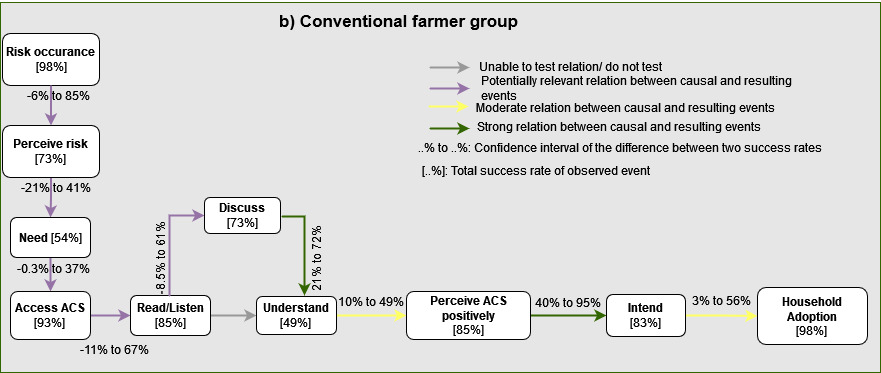 b) Conventional farmer group
Risk occurance
[98%]
-6% to 85%
Perceive risk
[73%]
-21% to 41%
Need [54%]
-0.3% to 37%
Access ACS
[93%]
-11% to 67%
Read/Listen
[85%]
-8.5% to 61%
Discuss
[73%]
21% to 72%
Understand
[49%]
10% to 49%
Perceive ACS
positively
[85%]
40% to 95%
Intend
[83%]
3% to 56%
Household
Adoption
[98%]
Unable to test relation/ do not test
Potentially relevant relation between causal and resulting
events
Moderate relation between causal and resulting events
Strong relation between causal and resulting events
..% to ..%: Confidence interval of the difference between two success rates
[..%]: Total success rate of observed event